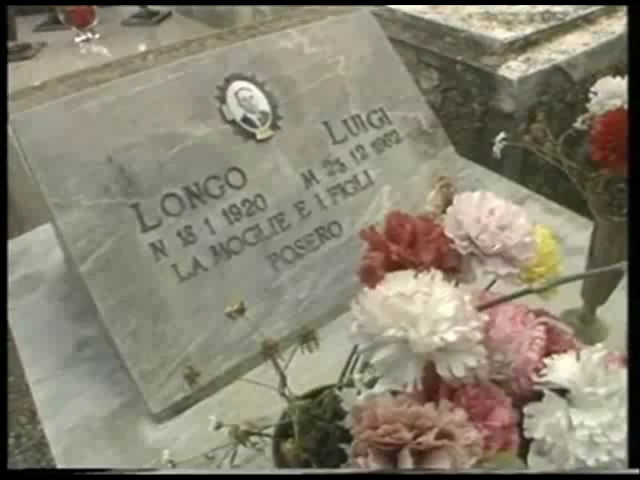 LONGO LUIGI
N 18 1 1920 M 25 12 1982
LA MOGLIE E I FIGLI
POSERO